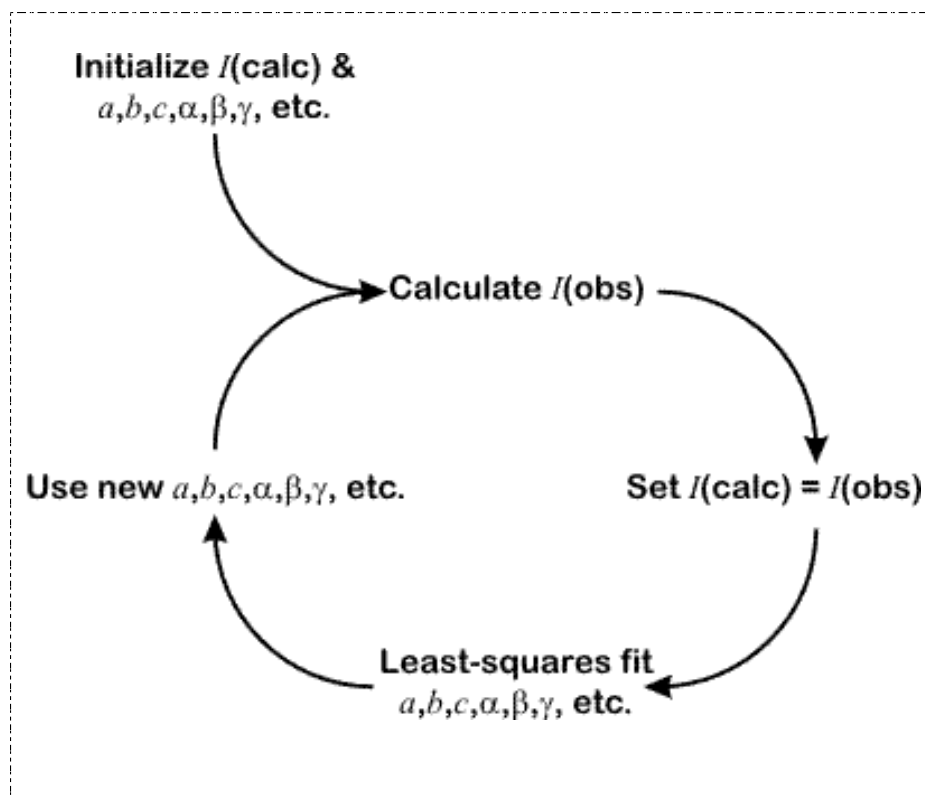 Initialize I(calc) &
a,b,c,α,β,γ, etc.
Calculate I(obs)
Use new a,b,c,α,β,γ, etc.
Set I(calc) = I(obs)
Least-squares fit
a,b,c,α,β,γ, etc.